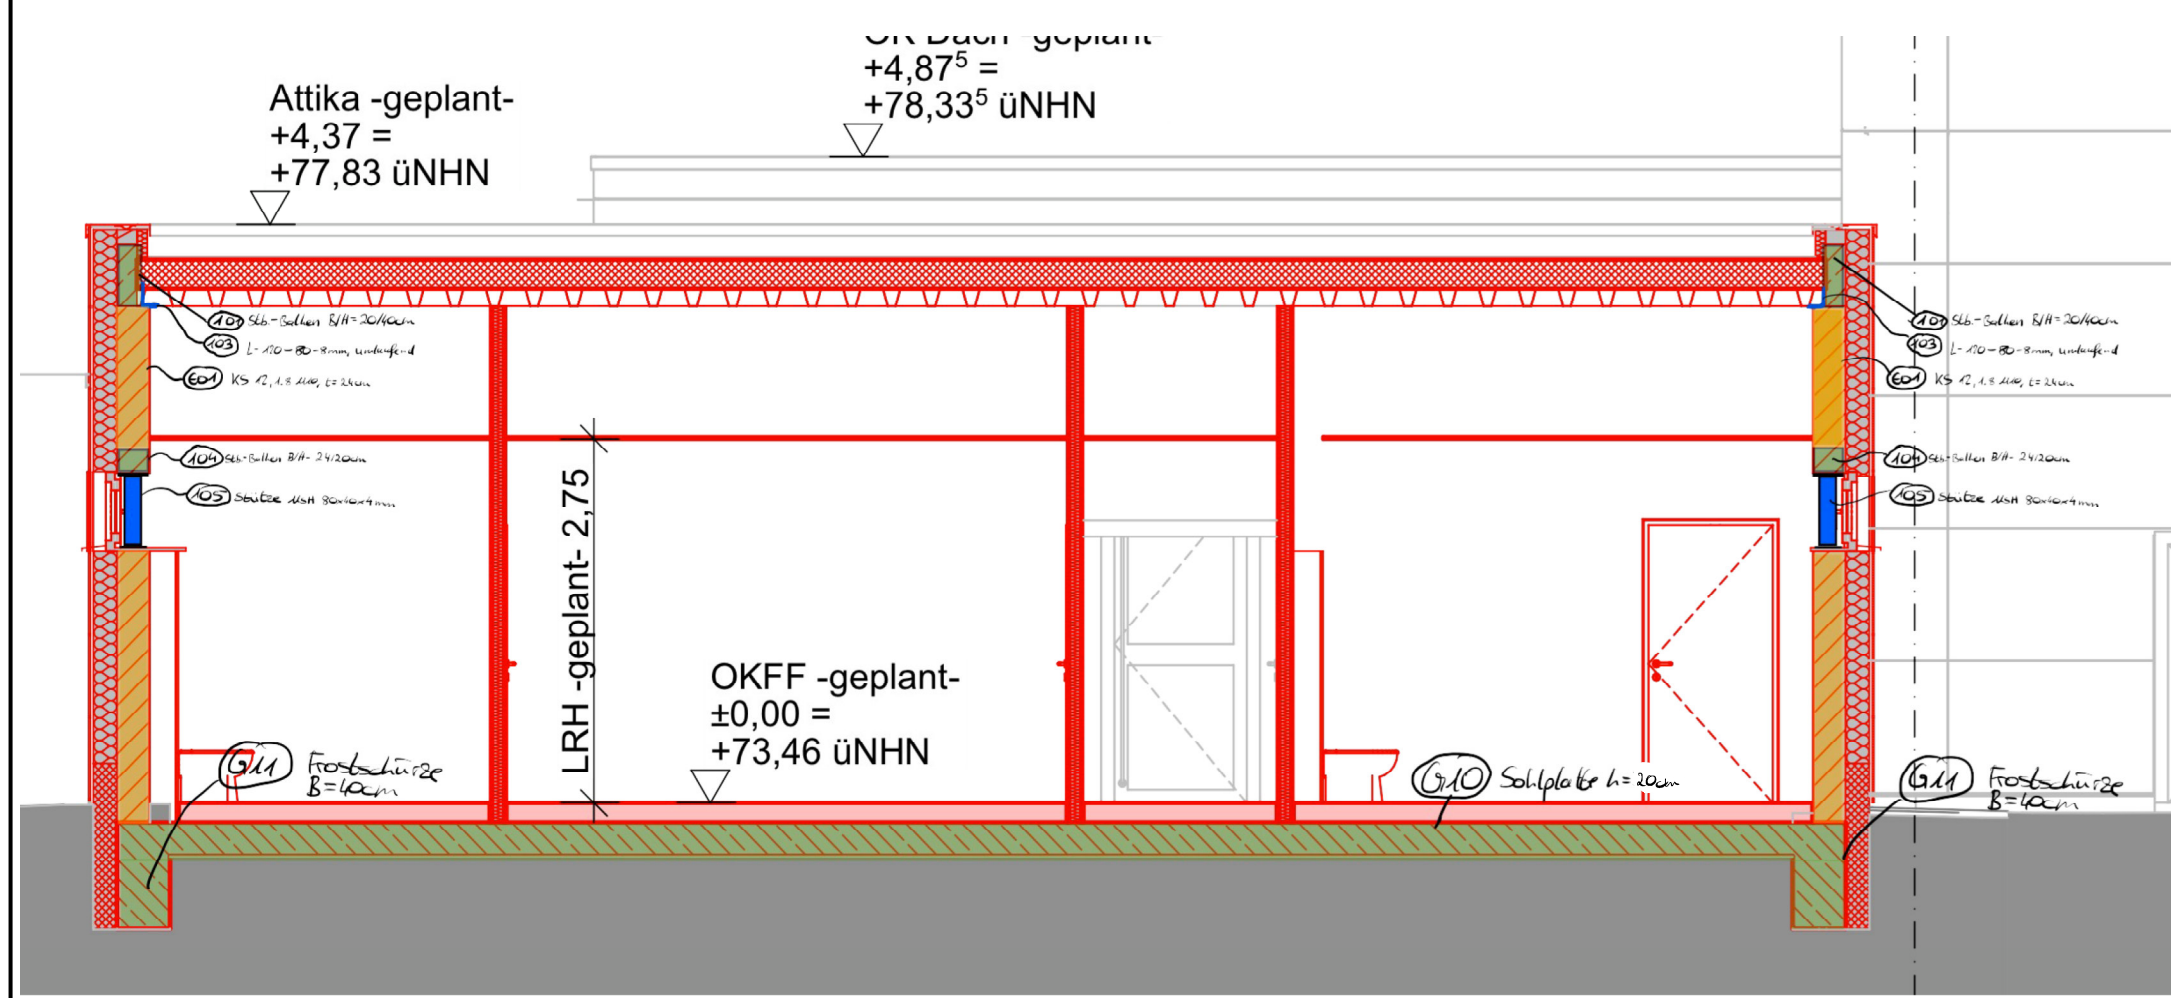 OK Dach -geplant-
+4,87⁵ =
+78,33⁵ üNHN
Attika -geplant-
+4,37 =
+77,83 üNHN
101 Stb.-Balken B/H=20/40cm
103 L-120-80-8mm, umlaufend
E01 KS 12, 1.8 t=24cm
104 Stb-Balken B/H- 24/20cm
105 Stütze MSH 80x40x4mm
101 Stb.-Balken B/H=20/40cm
103 L-120-80-8mm, umlaufend
E01 KS 12, 1.8 t=24cm
104 Stb-Balken B/H- 24/20cm
105 Stütze MSH 80x40x4mm
LRH -geplant- 2,75
OKFF -geplant-
±0,00 =
+73,46 üNHN
G11 Frostschürze
B=40cm
G10 Sohlplatte h=20cm
G11 Frostschürze
B=40cm